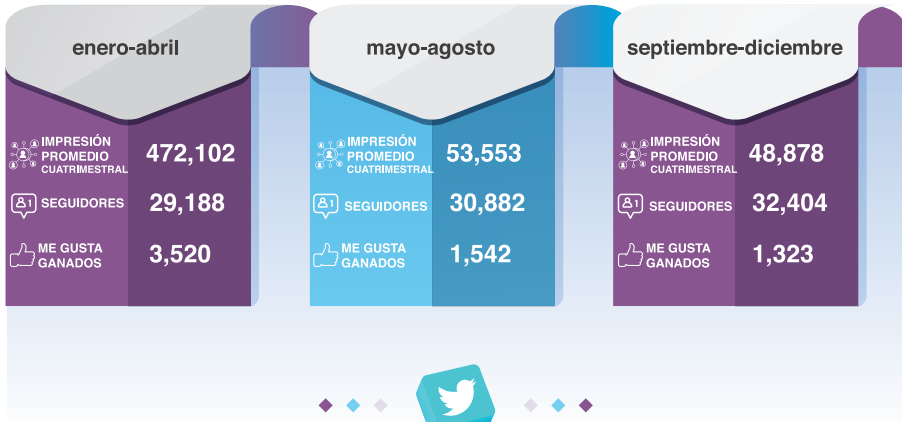 enero-abril
IMPRESIÓN
PROMEDIO
CUATRIMESTRAL
472,102
SEGUIDORES
29,188
ME GUSTA
GANADOS
3,520
mayo-agosto
IMPRESIÓN
PROMEDIO
CUATRIMESTRAL
53,553
SEGUIDORES
30,882
ME GUSTA
GANADOS
1,542
septiembre-diciembre
IMPRESIÓN
PROMEDIO
CUATRIMESTRAL
48,878
SEGUIDORES
32,404
ME GUSTA
GANADOS
1,323